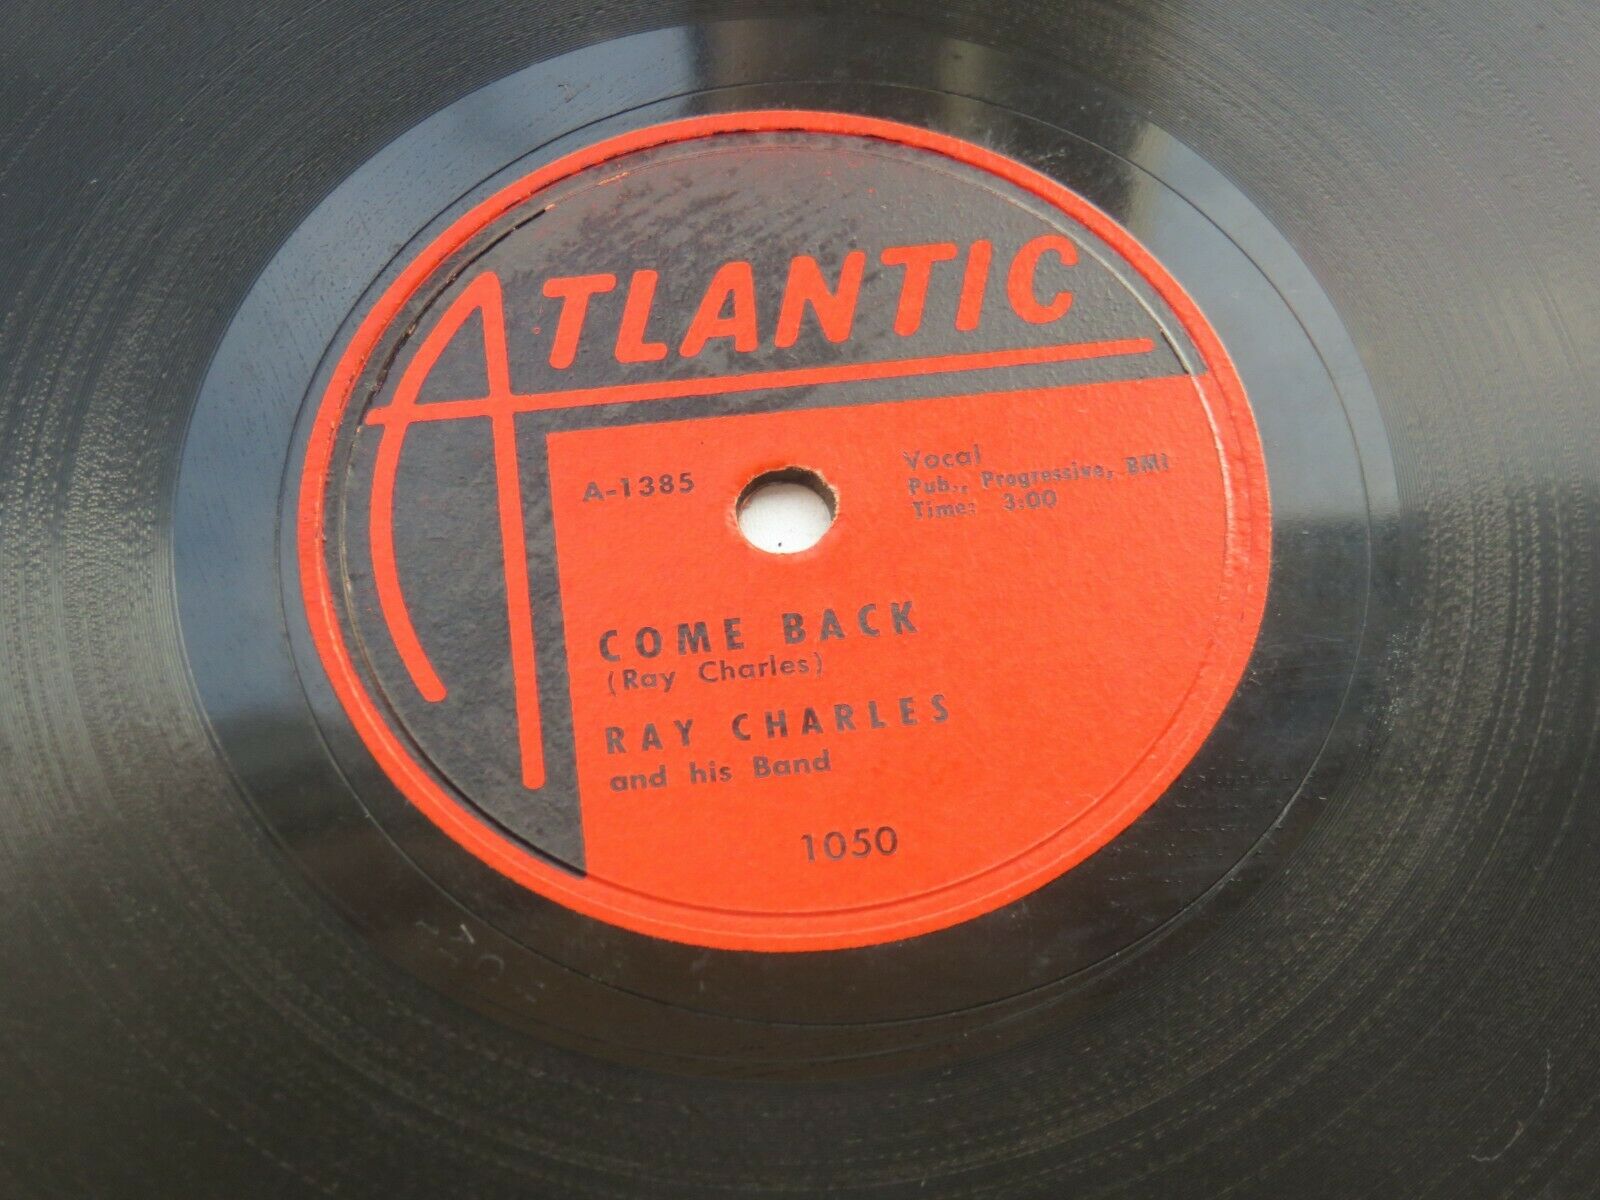 ATLANTIC
A-1385
Vocal
Pub., Progressive, BMI
Time: 3:00
COME BACK
(Ray Charles)
RAY CHARLES
and his Band
1050